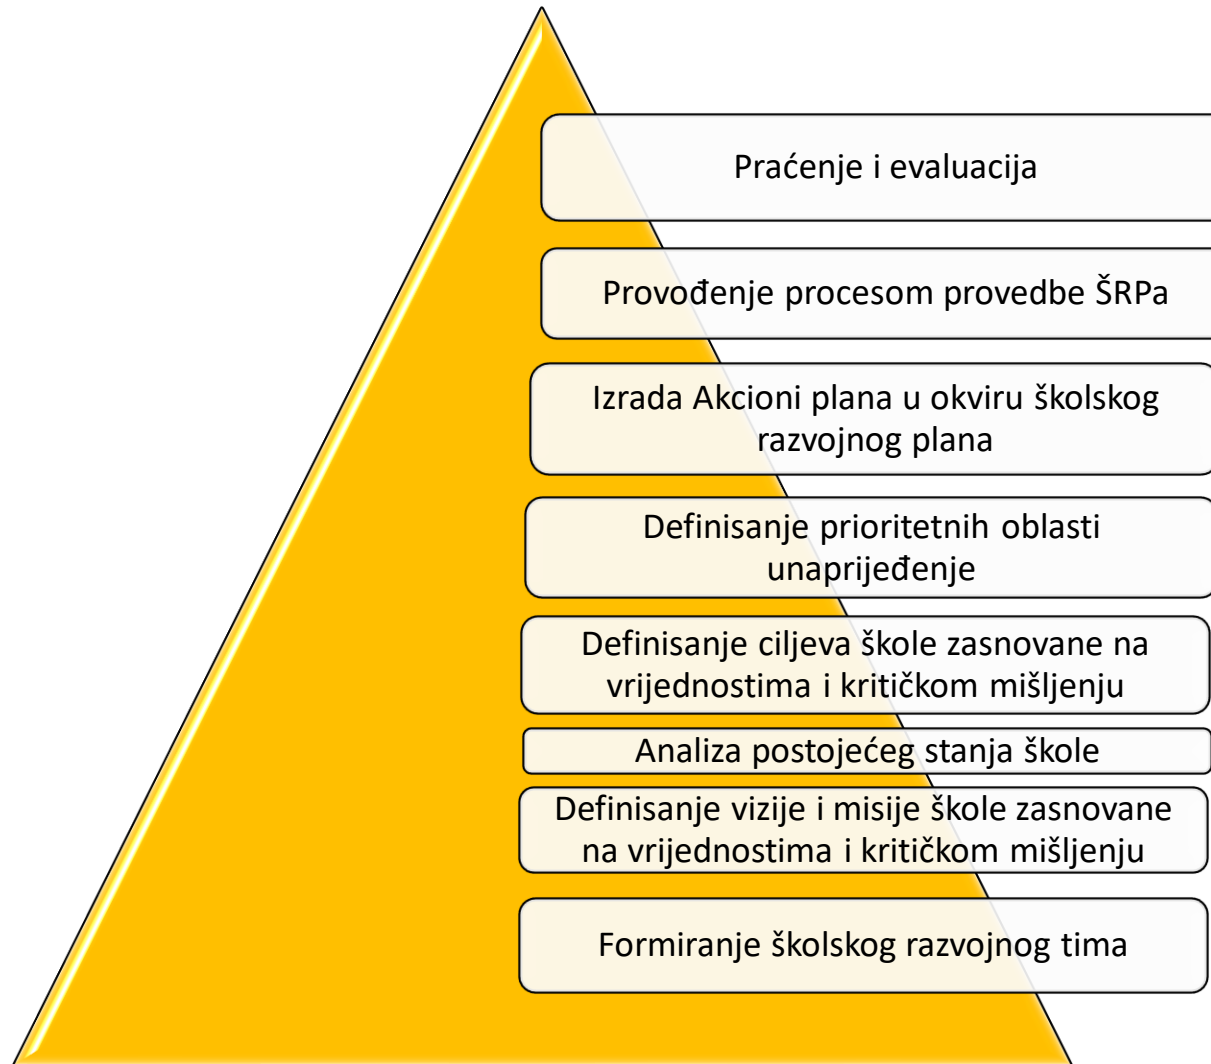 Praćenje i evaluacija
Provođenje procesom provedbe ŠRPa
Izrada Akcioni plana u okviru školskog
razvojnog plana
Definisanje prioritetnih oblasti
unaprijeđenje
Definisanje ciljeva škole zasnovane na
vrijednostima i kritičkom mišljenju
Analiza postojećeg stanja škole
Definisanje vizije i misije škole zasnovane
na vrijednostima i kritičkom mišljenju
Formiranje školskog razvojnog tima